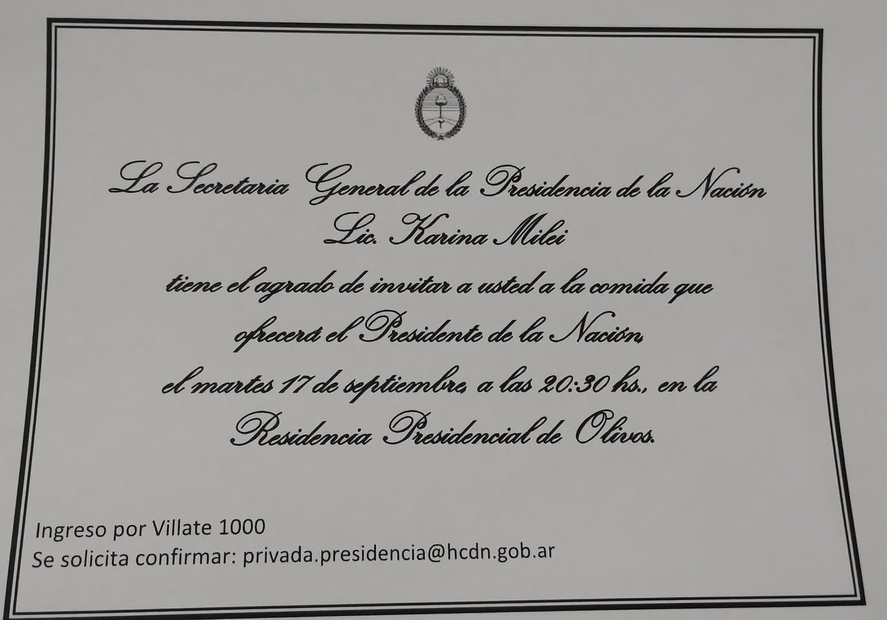 La Secretaria General de la Presidencia de la Nación
Lic. Karina Milei
tiene el agrado de invitar a usted a la comida que
ofrecerá el Presidente de la Nación,
el martes 17 de septiembre, a las 20:30 hs., en la
Residencia Presidencial de Olivos.
Ingreso por Villate 1000
Se solicita confirmar: privada.presidencia@hcdn.gob.ar